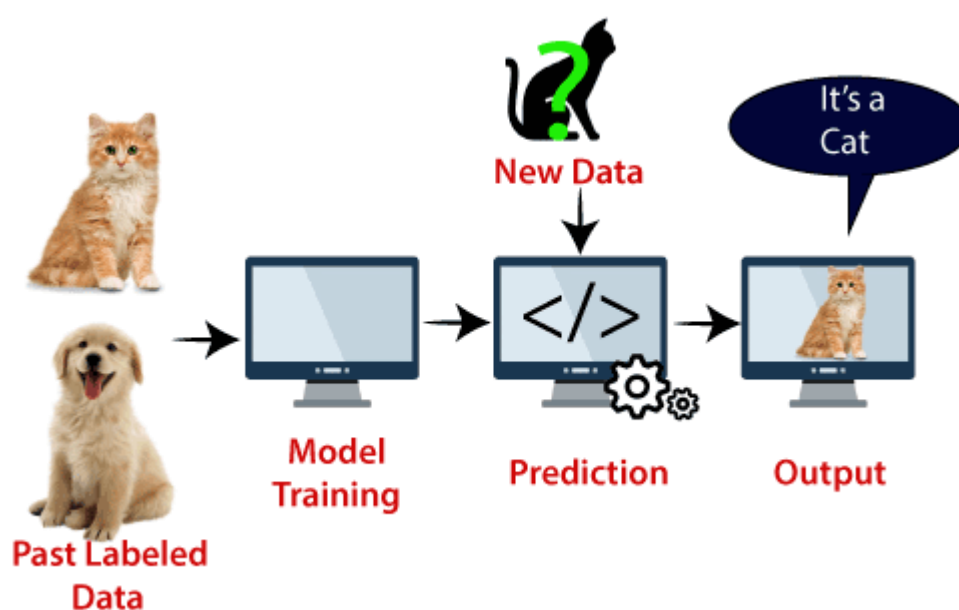 ?
New Data
It's a
Cat
</>
Model
Training
Prediction
Output
Past Labeled
Data